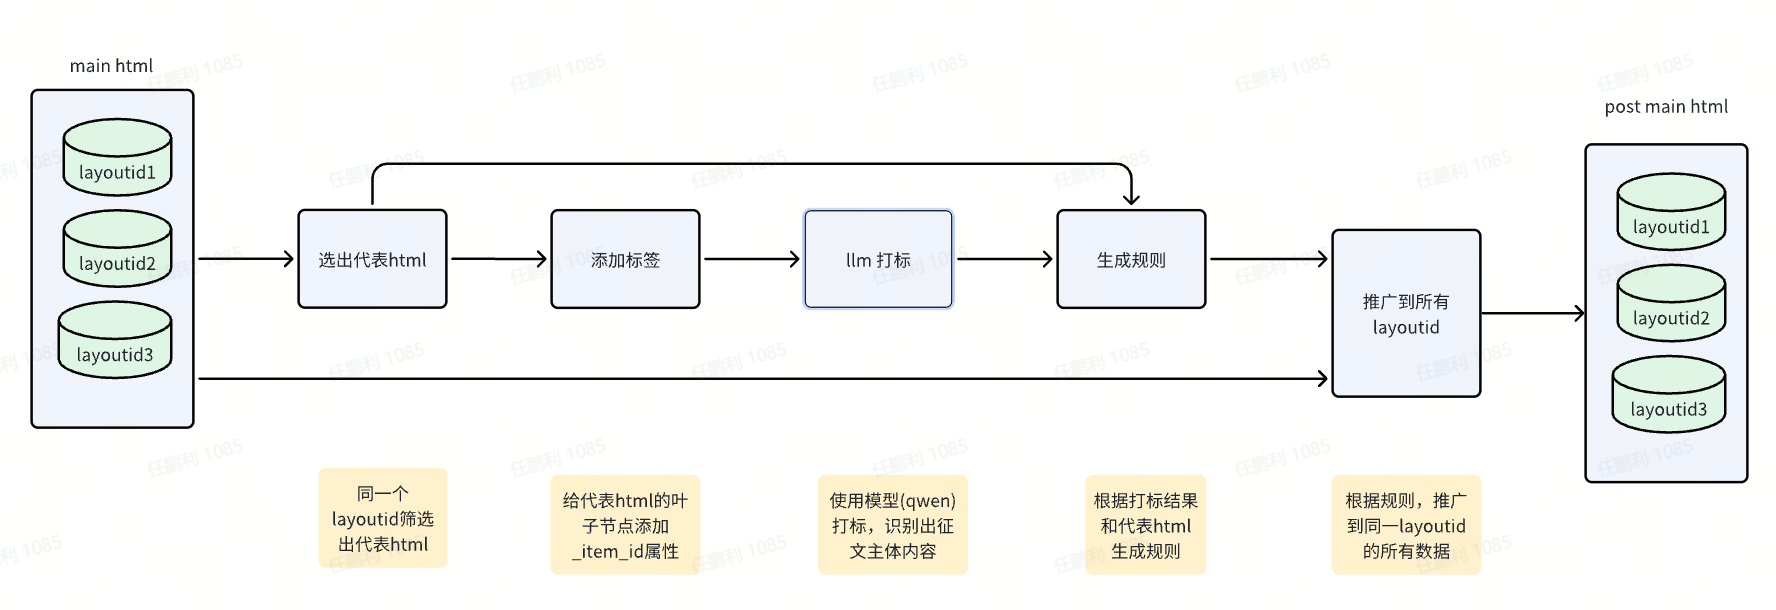 main html
layoutid1
layoutid2
layoutid3
选出代表html
添加标签
llm 打标
生成规则
推广到所有
layoutid
post main html
layoutid1
layoutid2
layoutid3
同一个
layoutid筛选
出代表html
给代表html的叶
子节点添加
_item_id属性
使用模型(qwen)
打标，识别出征
文主体内容
根据打标结果
和代表html
生成规则
根据规则，推广
到同一layoutid
的所有数据
任鹏利 1085